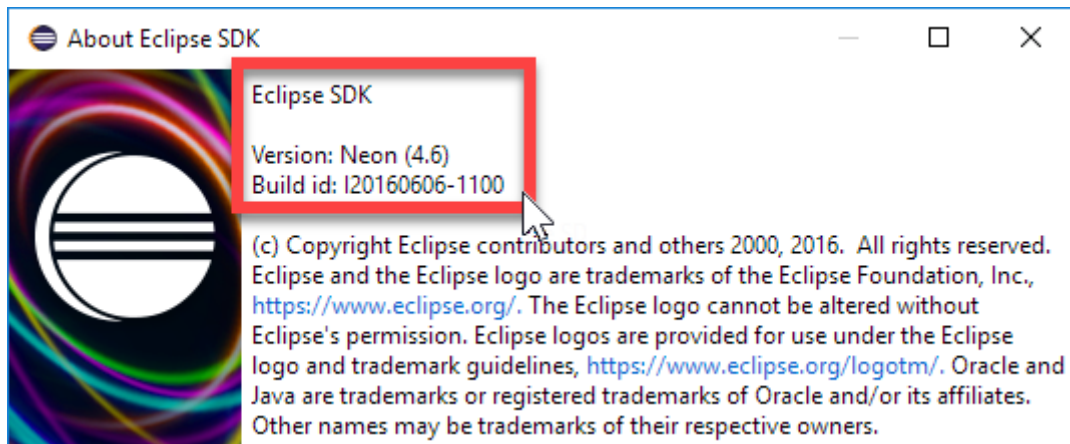 About Eclipse SDK
Eclipse SDK
Version: Neon (4.6)
Build id: I20160606-1100
(c) Copyright Eclipse contributors and others 2000, 2016.  All rights reserved.
Eclipse and the Eclipse logo are trademarks of the Eclipse Foundation, Inc.,
https://www.eclipse.org/. The Eclipse logo cannot be altered without
Eclipse's permission. Eclipse logos are provided for use under the Eclipse
logo and trademark guidelines, https://www.eclipse.org/logotm/. Oracle and
Java are trademarks or registered trademarks of Oracle and/or its affiliates.
Other names may be trademarks of their respective owners.